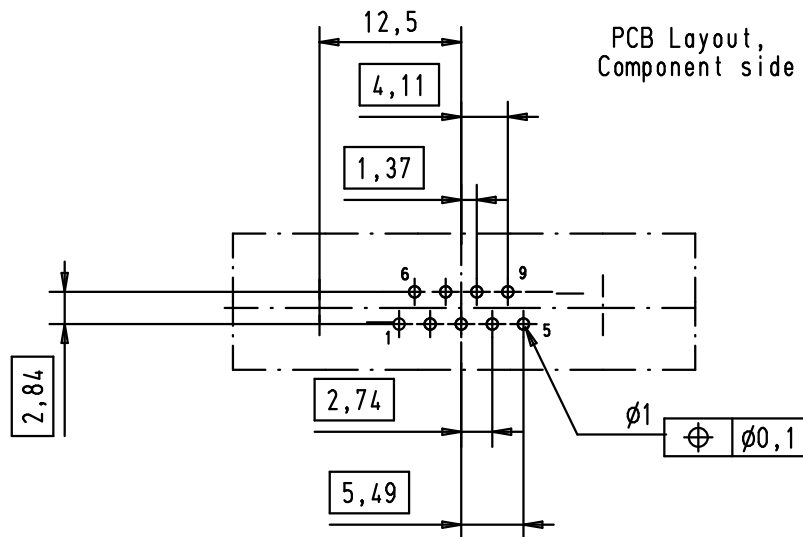 12,5
PCB Layout,
Component side
4,11
1,37
6
9
1
5
2,84
2,74
ø1
ø0,1
5,49